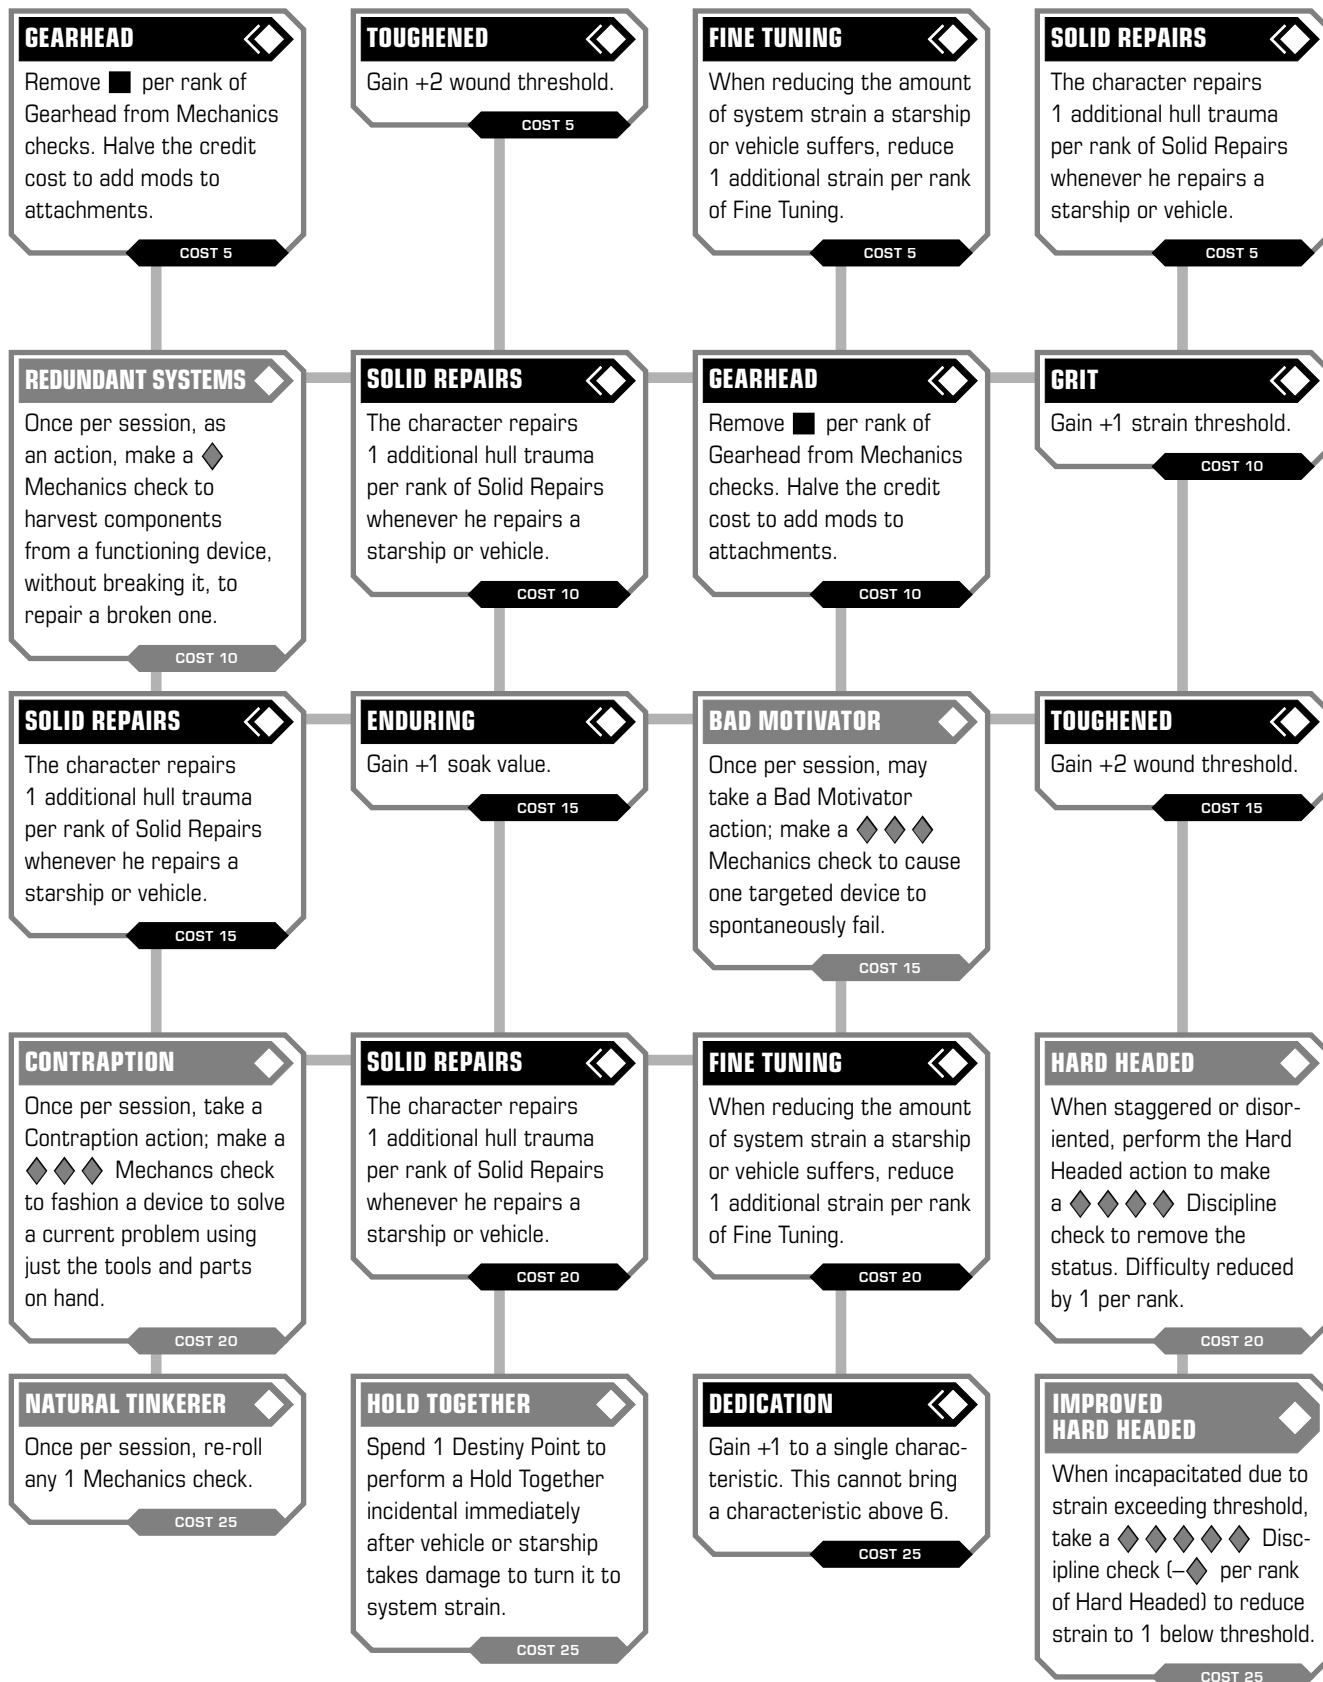 GEARHEAD
Remove per rank of
Gearhead from Mechanics
checks. Halve the credit
cost to add mods to
attachments.
COST 5
TOUGHENED
Gain +2 wound threshold.
COST 5
FINE TUNING
When reducing the amount
of system strain a starship
or vehicle suffers, reduce
1 additional strain per rank
of Fine Tuning.
COST 5
SOLID REPAIRS
The character repairs
1 additional hull trauma
per rank of Solid Repairs
whenever he repairs a
starship or vehicle.
COST 5
REDUNDANT SYSTEMS
Once per session, as
an action, make a
Mechanics check to
harvest components
from a functioning device,
without breaking it, to
repair a broken one.
COST 10
SOLID REPAIRS
The character repairs
1 additional hull trauma
per rank of Solid Repairs
whenever he repairs a
starship or vehicle.
COST 10
GEARHEAD
Remove per rank of
Gearhead from Mechanics
checks. Halve the credit
cost to add mods to
attachments.
COST 10
GRIT
Gain +1 strain threshold.
COST 10
SOLID REPAIRS
The character repairs
1 additional hull trauma
per rank of Solid Repairs
whenever he repairs a
starship or vehicle.
COST 15
ENDURING
Gain +1 soak value.
COST 15
BAD MOTIVATOR
Once per session, may
take a Bad Motivator
action; make a
Mechanics check to cause
one targeted device to
spontaneously fail.
COST 15
TOUGHENED
Gain +2 wound threshold.
COST 15
CONTRAPTION
Once per session, take a
Contraption action; make a
Mechancs check
to fashion a device to solve
a current problem using
just the tools and parts
on hand.
COST 20
SOLID REPAIRS
The character repairs
1 additional hull trauma
per rank of Solid Repairs
whenever he repairs a
starship or vehicle.
COST 20
FINE TUNING
When reducing the amount
of system strain a starship
or vehicle suffers, reduce
1 additional strain per rank
of Fine Tuning.
COST 20
HARD HEADED
When staggered or disor-
iented, perform the Hard
Headed action to make
a Discipline
check to remove the
status. Difficulty reduced
by 1 per rank.
COST 20
NATURAL TINKERER
Once per session, re-roll
any 1 Mechanics check.
COST 25
HOLD TOGETHER
Spend 1 Destiny Point to
perform a Hold Together
incidental immediately
after vehicle or starship
takes damage to turn it to
system strain.
COST 25
DEDICATION
Gain +1 to a single charac-
teristic. This cannot bring
a characteristic above 6.
COST 25
IMPROVED
HARD HEADED
When incapacitated due to
strain exceeding threshold,
take a Disc-
ipline check (– per rank
of Hard Headed) to reduce
strain to 1 below threshold.
COST 25